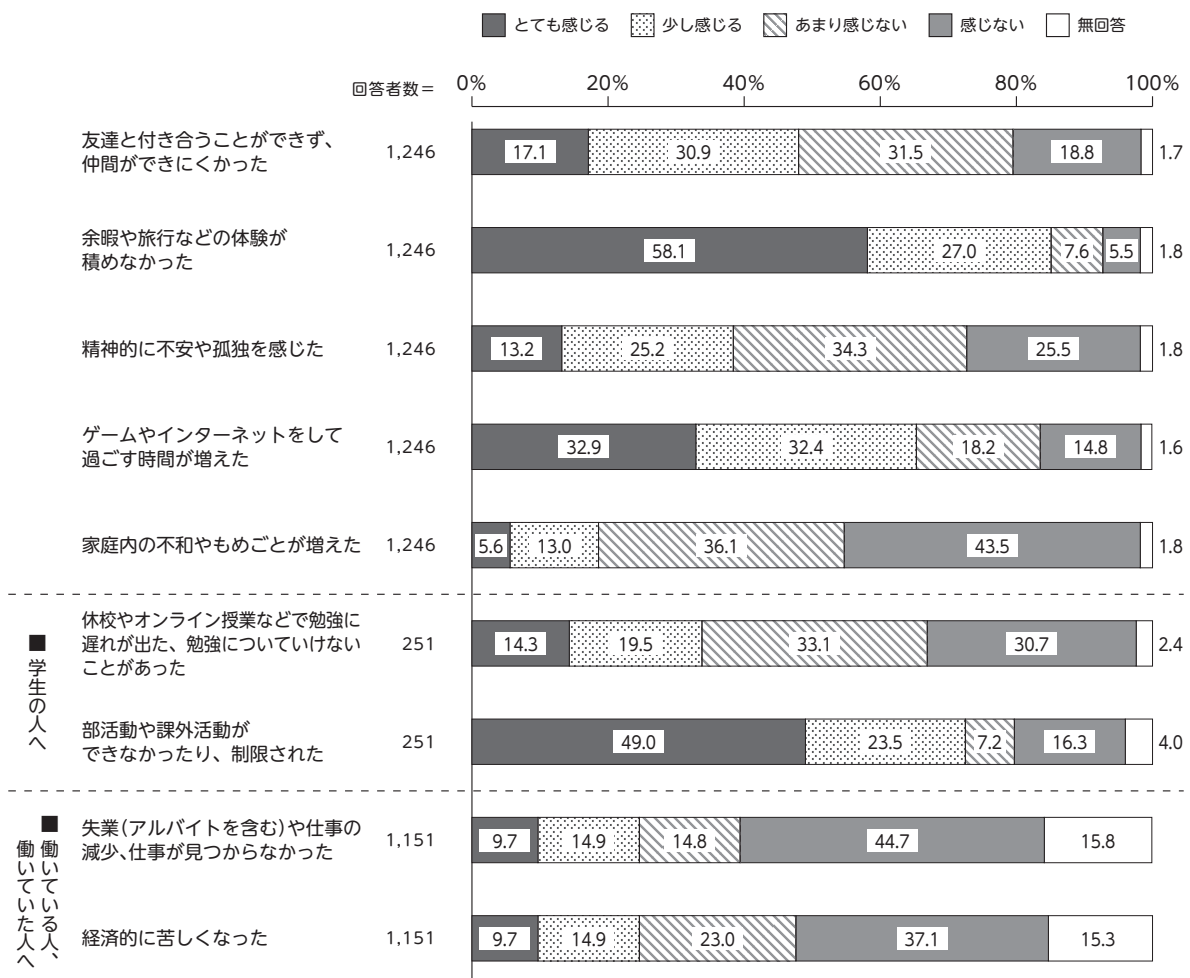 とても感じる 少し感じる あまり感じない 感じない 無回答
回答者数＝ 0% 20% 40% 60% 80% 100%
友達と付き合うことができず、
仲間ができにくかった
1,246 17.1 30.9 31.5 18.8 1.7
余暇や旅行などの体験が
積めなかった
1,246 58.1 27.0 7.6 5.5 1.8
精神的に不安や孤独を感じた 1,246 13.2 25.2 34.3 25.5 1.8
ゲームやインターネットをして
過ごす時間が増えた
1,246 32.9 32.4 18.2 14.8 1.6
家庭内の不和やもめごとが増えた 1,246 5.6 13.0 36.1 43.5 1.8
■学生の人へ
休校やオンライン授業などで勉強に
遅れが出た、勉強についていけない
ことがあった
251 14.3 19.5 33.1 30.7 2.4
部活動や課外活動が
できなかったり、制限された
251 49.0 23.5 7.2 16.3 4.0
■働いている人、
働いていた人へ
失業(アルバイトを含む)や仕事の
減少、仕事が見つからなかった
1,151 9.7 14.9 14.8 44.7 15.8
経済的に苦しくなった 1,151 9.7 14.9 23.0 37.1 15.3